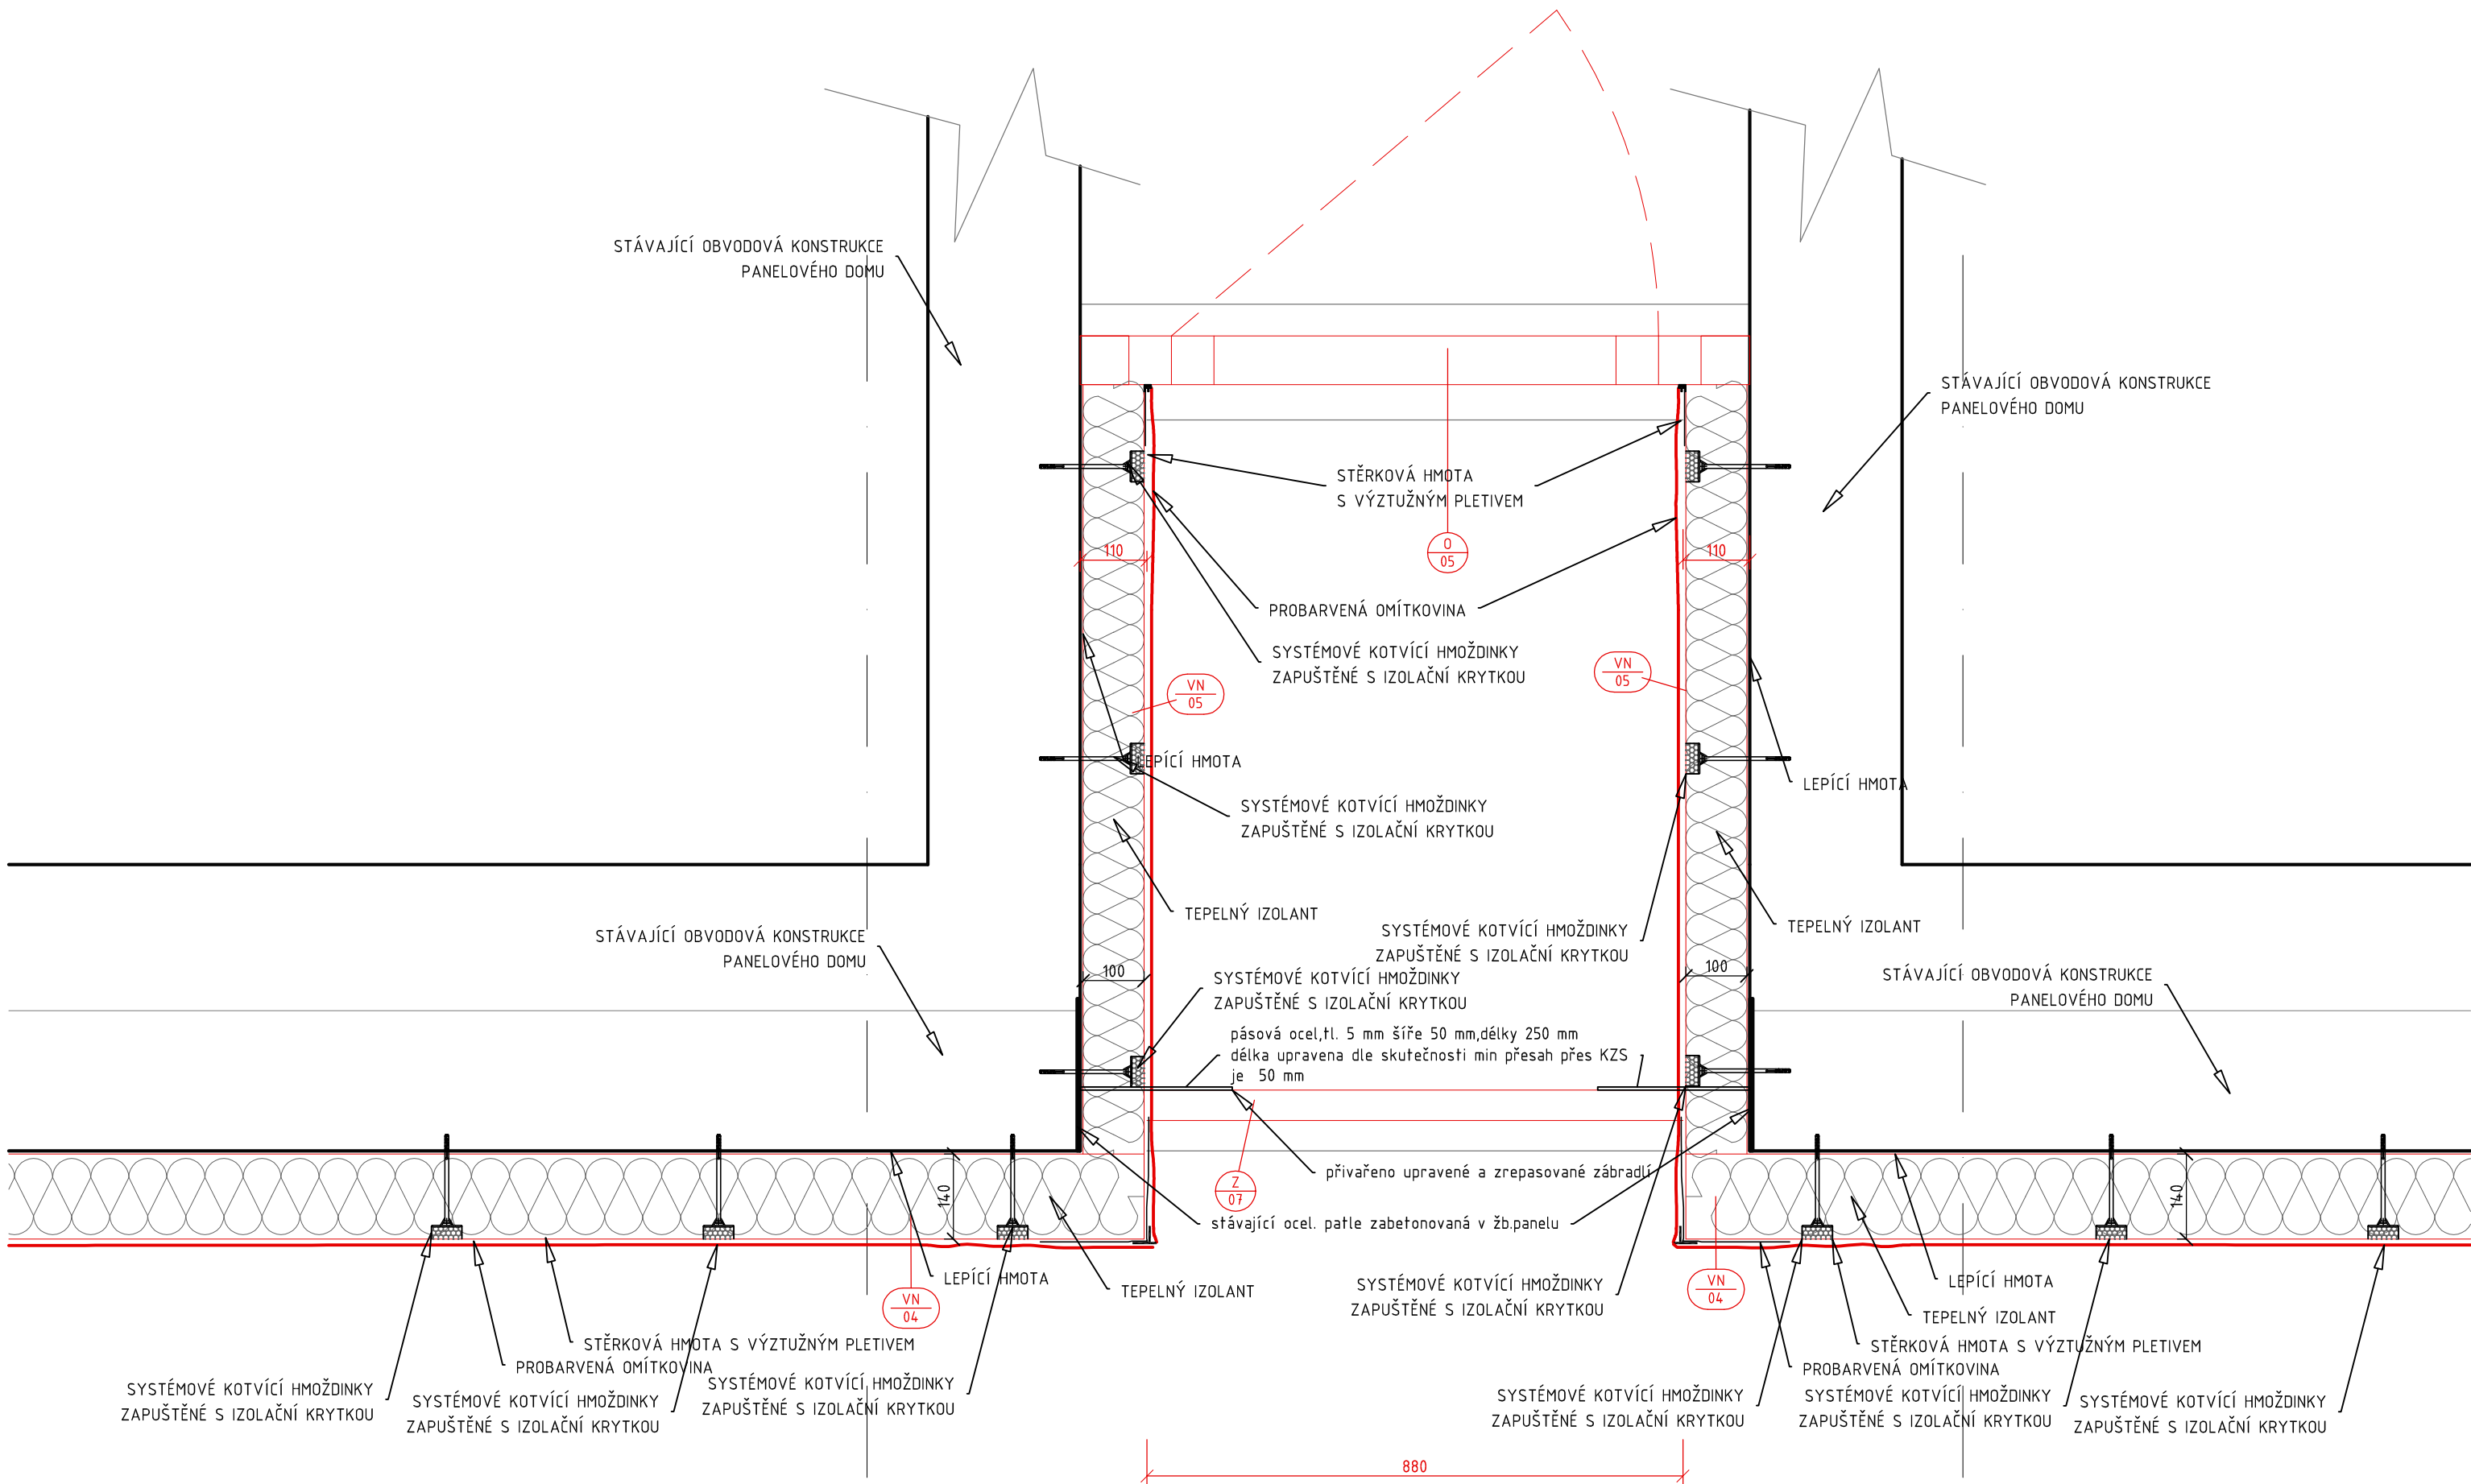 STÁVAJÍCÍ OBVODOVÁ KONSTRUKCE
PANELOVÉHO DOMU
STÁVAJÍCÍ OBVODOVÁ KONSTRUKCE
PANELOVÉHO DOMU
STĚRKOVÁ HMOTA
S VÝZTUŽNÝM PLETIVEM
110
O
05
110
PROBARVENÁ OMÍTKOVINA
SYSTÉMOVÉ KOTVÍCÍ HMOŽDINKY
ZAPUŠTĚNÉ S IZOLAČNÍ KRYTKOU
VN
05
VN
05
LEPÍCÍ HMOTA
LEPÍCÍ HMOTA
SYSTÉMOVÉ KOTVÍCÍ HMOŽDINKY
ZAPUŠTĚNÉ S IZOLAČNÍ KRYTKOU
TEPELNÝ IZOLANT
TEPELNÝ IZOLANT
SYSTÉMOVÉ KOTVÍCÍ HMOŽDINKY
ZAPUŠTĚNÉ S IZOLAČNÍ KRYTKOU
STÁVAJÍCÍ OBVODOVÁ KONSTRUKCE
PANELOVÉHO DOMU
100
100
SYSTÉMOVÉ KOTVÍCÍ HMOŽDINKY
ZAPUŠTĚNÉ S IZOLAČNÍ KRYTKOU
STÁVAJÍCÍ OBVODOVÁ KONSTRUKCE
PANELOVÉHO DOMU
pásová ocel,tl. 5 mm šíře 50 mm,délky 250 mm
délka upravena dle skutečnosti min přesah přes KZS
je 50 mm
přivařeno upravené a zrepasované zábradlí
Z
07
140
140
stávající ocel. patle zabetonovaná v žb.panelu
LEPÍCÍ HMOTA
TEPELNÝ IZOLANT
VN
04
SYSTÉMOVÉ KOTVÍCÍ HMOŽDINKY
ZAPUŠTĚNÉ S IZOLAČNÍ KRYTKOU
VN
04
LEPÍCÍ HMOTA
TEPELNÝ IZOLANT
STĚRKOVÁ HMOTA S VÝZTUŽNÝM PLETIVEM
PROBARVENÁ OMÍTKOVINA
STĚRKOVÁ HMOTA S VÝZTUŽNÝM PLETIVEM
PROBARVENÁ OMÍTKOVINA
SYSTÉMOVÉ KOTVÍCÍ HMOŽDINKY
ZAPUŠTĚNÉ S IZOLAČNÍ KRYTKOU
SYSTÉMOVÉ KOTVÍCÍ HMOŽDINKY
ZAPUŠTĚNÉ S IZOLAČNÍ KRYTKOU
SYSTÉMOVÉ KOTVÍCÍ HMOŽDINKY
ZAPUŠTĚNÉ S IZOLAČNÍ KRYTKOU
SYSTÉMOVÉ KOTVÍCÍ HMOŽDINKY
ZAPUŠTĚNÉ S IZOLAČNÍ KRYTKOU
SYSTÉMOVÉ KOTVÍCÍ HMOŽDINKY
ZAPUŠTĚNÉ S IZOLAČNÍ KRYTKOU
SYSTÉMOVÉ KOTVÍCÍ HMOŽDINKY
ZAPUŠTĚNÉ S IZOLAČNÍ KRYTKOU
880